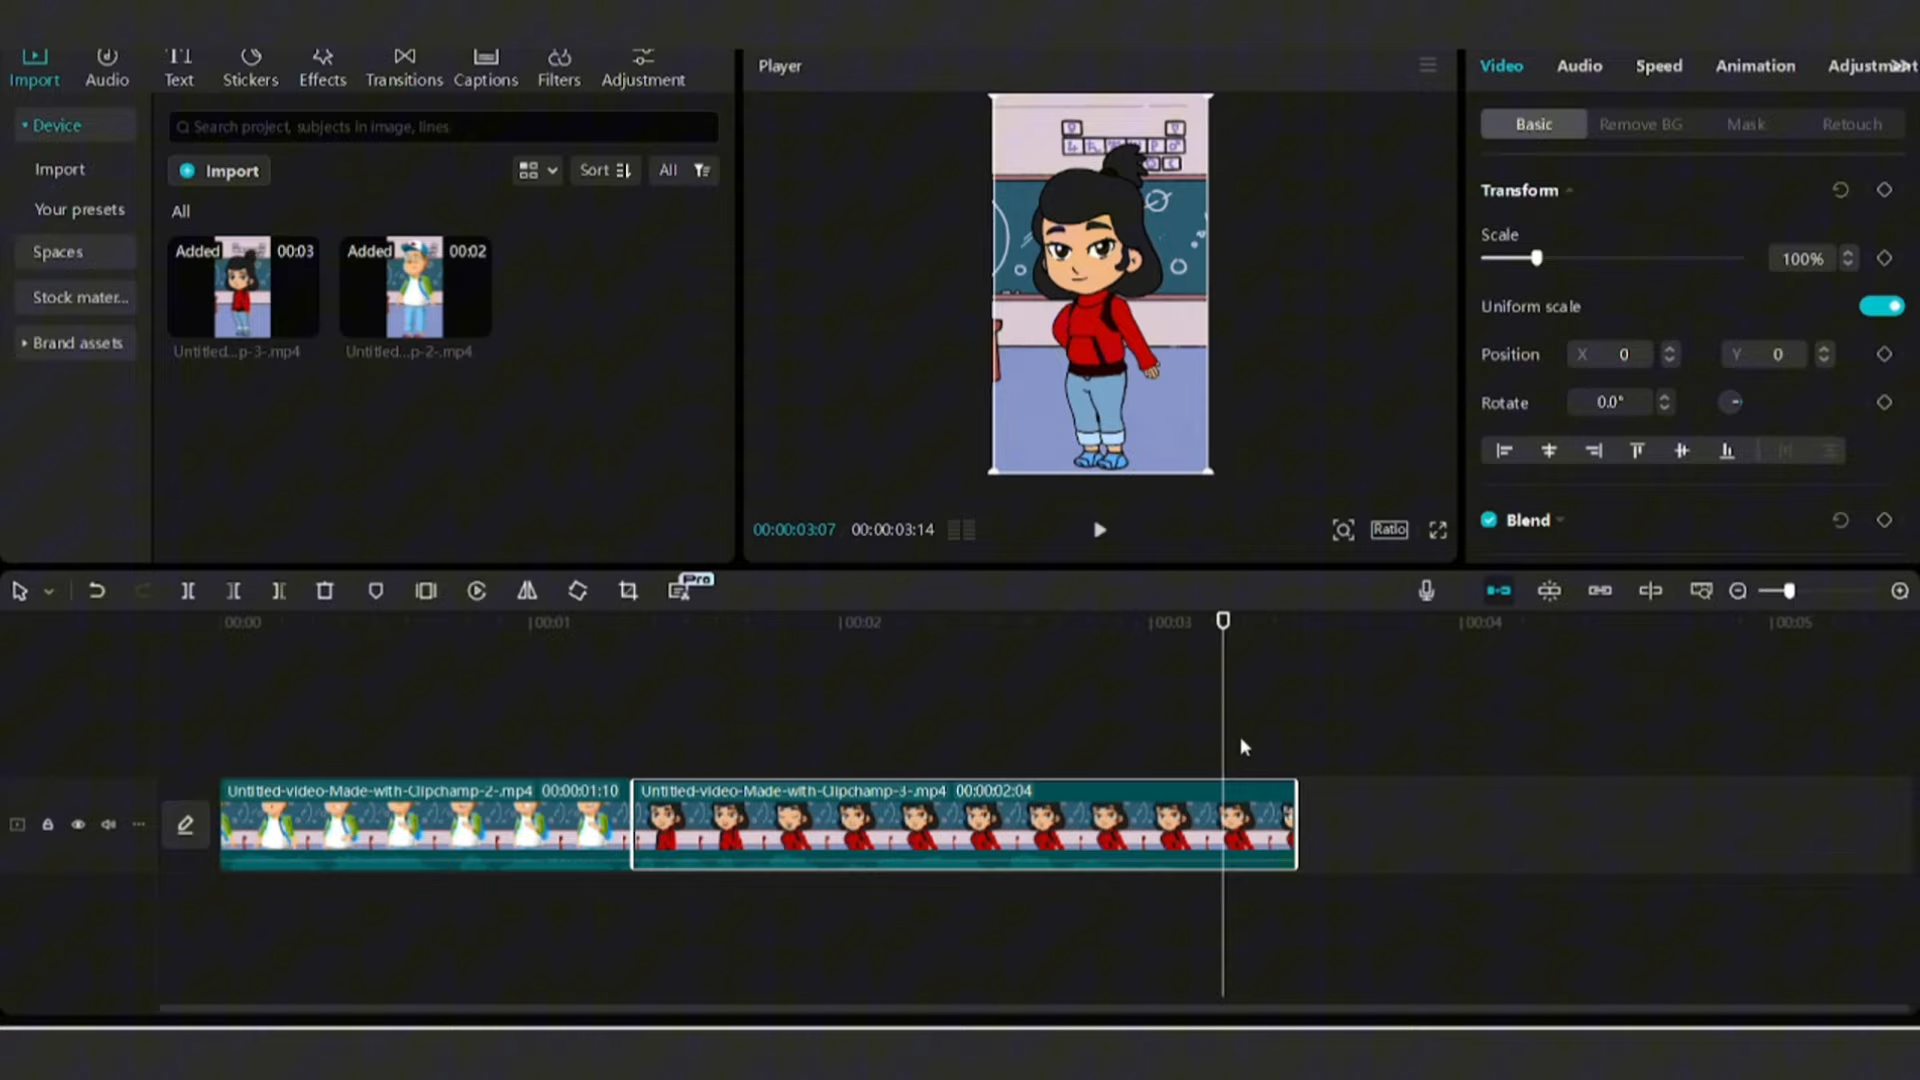 Import
Audio
Text
Stickers
Effects
Transitions
Captions
Filters
Adjustment
Device
Import
Your presets
Spaces
Stock mater...
Brand assets
Search project, subjects in image, lines
Import
Sort
All
All
Added 00:03
Added 00:02
Untitled...p-3-.mp4
Untitled...p-2-.mp4
Player
00:00:03:07 00:00:03:14
Ratio
Video Audio Speed Animation Adjustment
Basic Remove BG Mask Retouch
Transform
Scale
100%
Uniform scale
Position X 0 Y 0
Rotate 0.0°
Blend
Pro
00:00 00:01 00:02 00:03 00:04 00:05
Untitled-video-Made-with-Clipchamp-2-.mp4 00:00:01:10
Untitled-video-Made-with-Clipchamp-3-.mp4 00:00:02:04